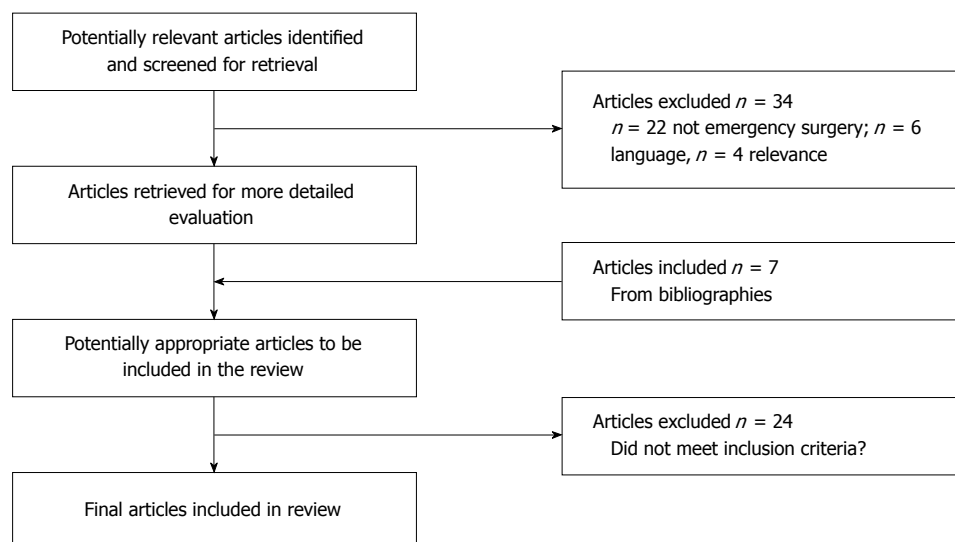 Potentially relevant articles identified
and screened for retrieval
Articles excluded n = 34
n = 22 not emergency surgery; n = 6
language, n = 4 relevance
Articles retrieved for more detailed
evaluation
Articles included n = 7
From bibliographies
Potentially appropriate articles to be
included in the review
Articles excluded n = 24
Did not meet inclusion criteria?
Final articles included in review